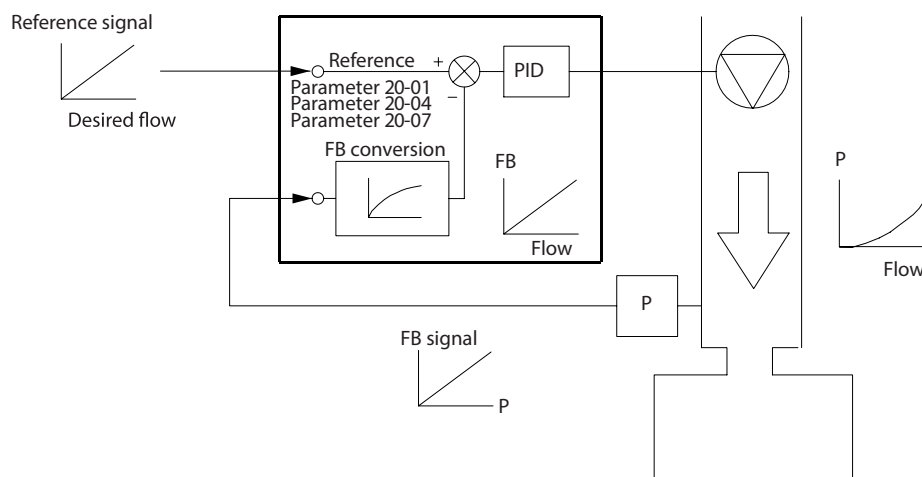 Reference signal
Desired flow
Reference
+
PID
Parameter 20-01
Parameter 20-04
Parameter 20-07
−
FB conversion
FB
Flow
P
Flow
P
FB signal
P